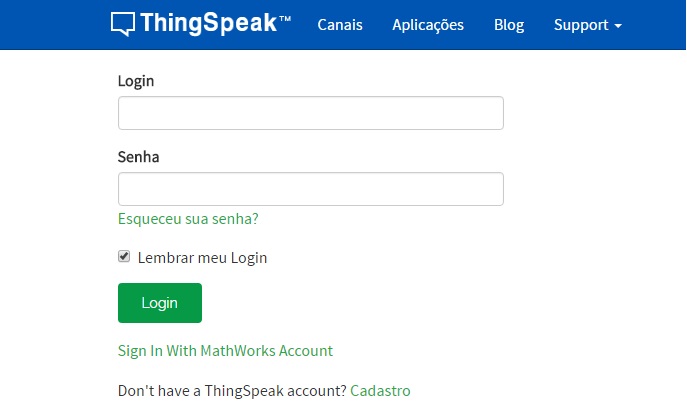 ThingSpeak™ Canais Aplicações Blog Support
Login
Senha
Esqueceu sua senha?
Lembrar meu Login
Login
Sign In With MathWorks Account
Don't have a ThingSpeak account? Cadastro